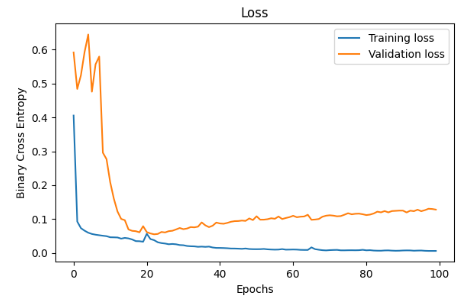 Loss
Training loss
Validation loss
Binary Cross Entropy
0.6
0.5
0.4
0.3
0.2
0.1
0.0
0
20
40
60
80
100
Epochs